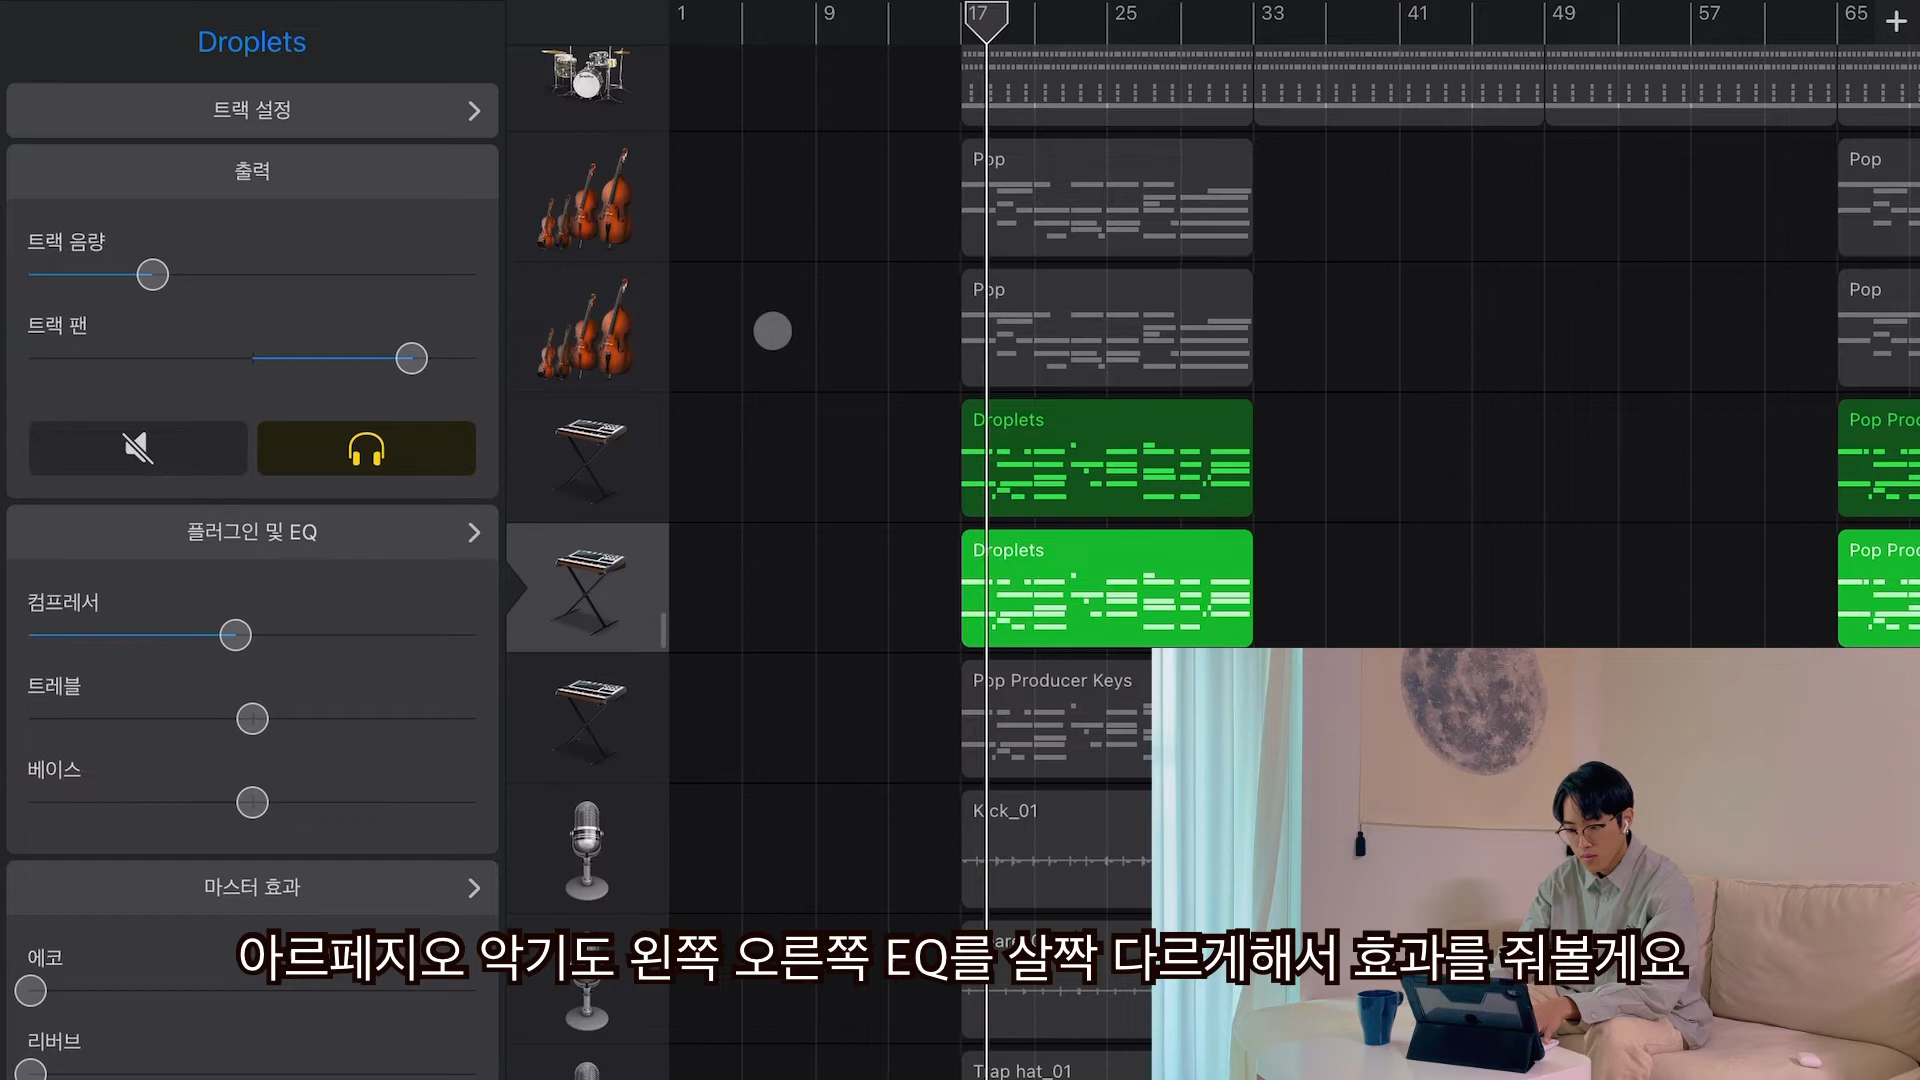 Droplets
트랙 설정
출력
트랙 음량
트랙 팬
플러그인 및 EQ
컴프레서
트레블
베이스
마스터 효과
에코
리버브
1 9 17 25 33 41 49 57 65
Pop
Pop
Pop
Pop
Droplets
Pop Proc
Droplets
Pop Proc
Pop Producer Keys
Kick_01
Trap hat_01
아르페지오 악기도 왼쪽 오른쪽 EQ를 살짝 다르게해서 효과를 줘볼게요